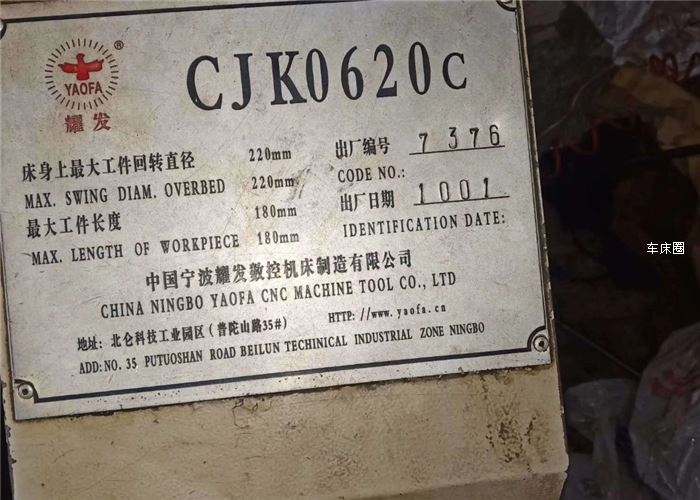 YAOFA
®
耀发
CJK0620C
床身上最大工件回转直径 220mm
MAX. SWING DIAM. OVERBED 220mm
最大工件长度 180mm
MAX. LENGTH OF WORKPIECE 180mm
出厂编号 7376
CODE NO.:
出厂日期 1001
IDENTIFICATION DATE:
中国宁波耀发数控机床制造有限公司
CHINA NINGBO YAOFA CNC MACHINE TOOL CO., LTD
地址: 北仑科技工业园区(普陀山路35#) HTTP://www.yaofa.cn
ADD:NO. 35 PUTUOSHAN ROAD BEILUN TECHINICAL INDUSTRIAL ZONE NINGBO
车床圈